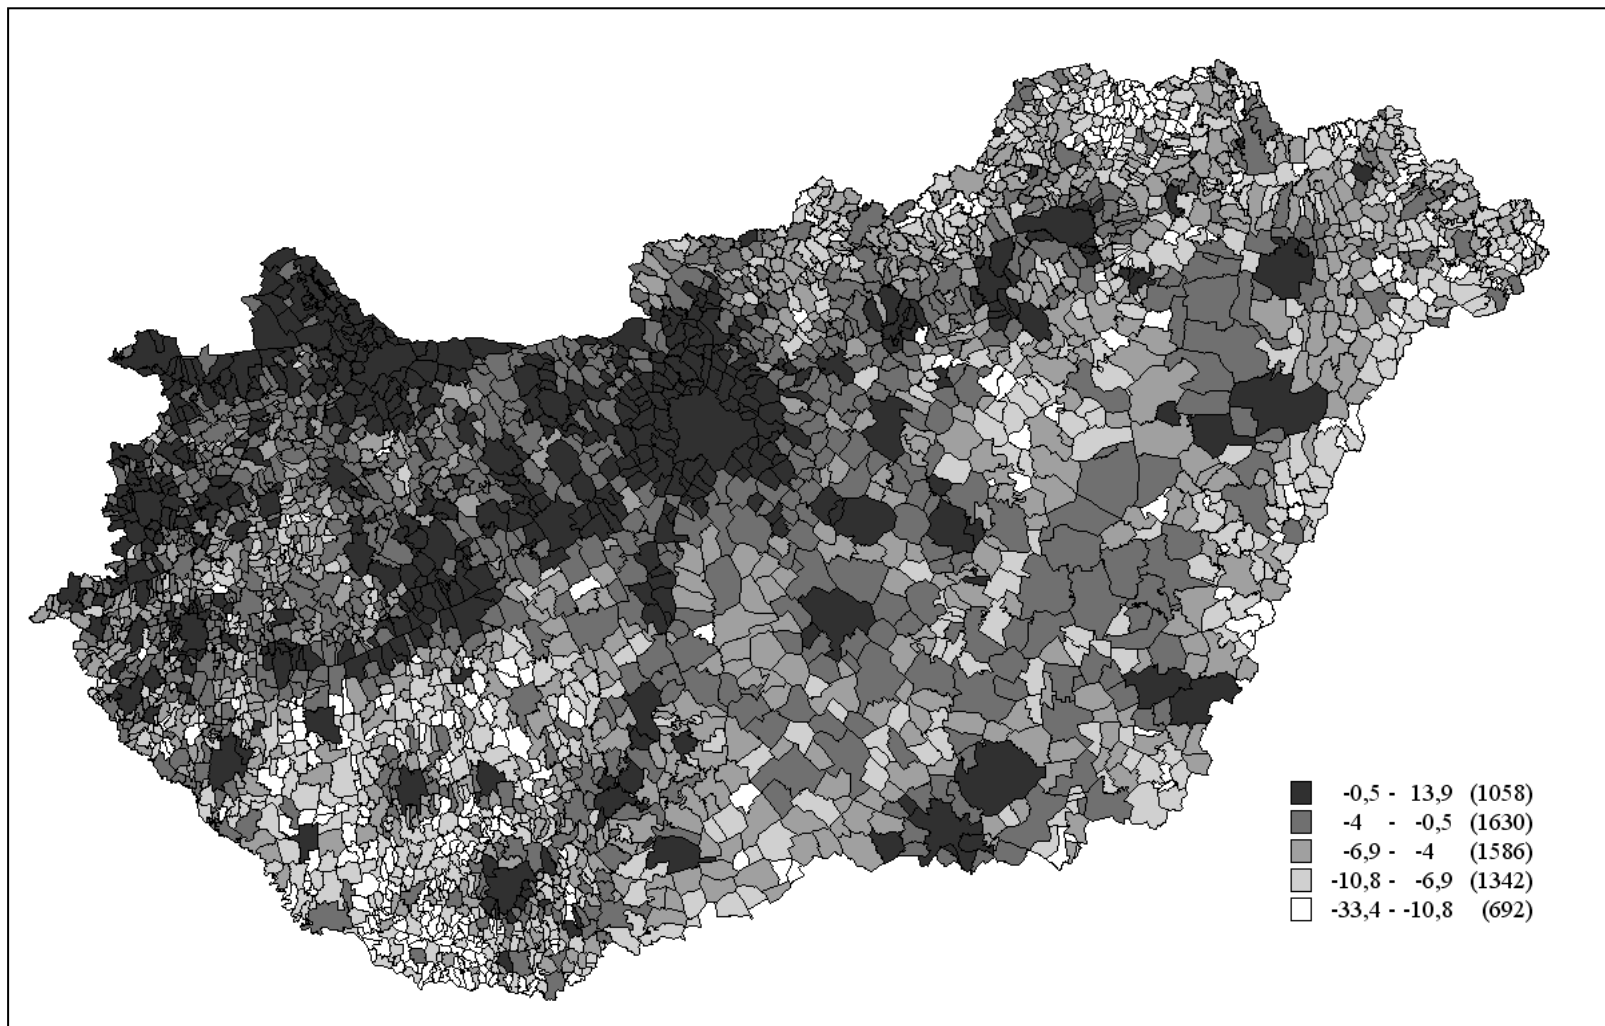 -0,5 - 13,9 (1058)
-4 - -0,5 (1630)
-6,9 - -4 (1586)
-10,8 - -6,9 (1342)
-33,4 - -10,8 (692)